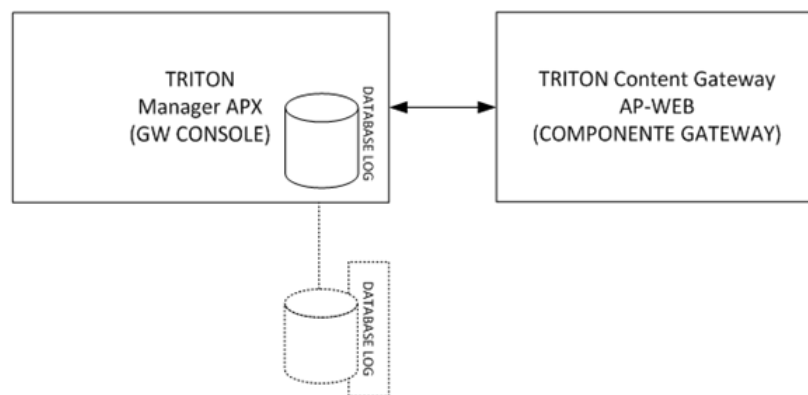 TRITON
Manager APX
(GW CONSOLE)
DATABASE LOG
TRITON Content Gateway
AP-WEB
(COMPONENTE GATEWAY)
DATABASE LOG